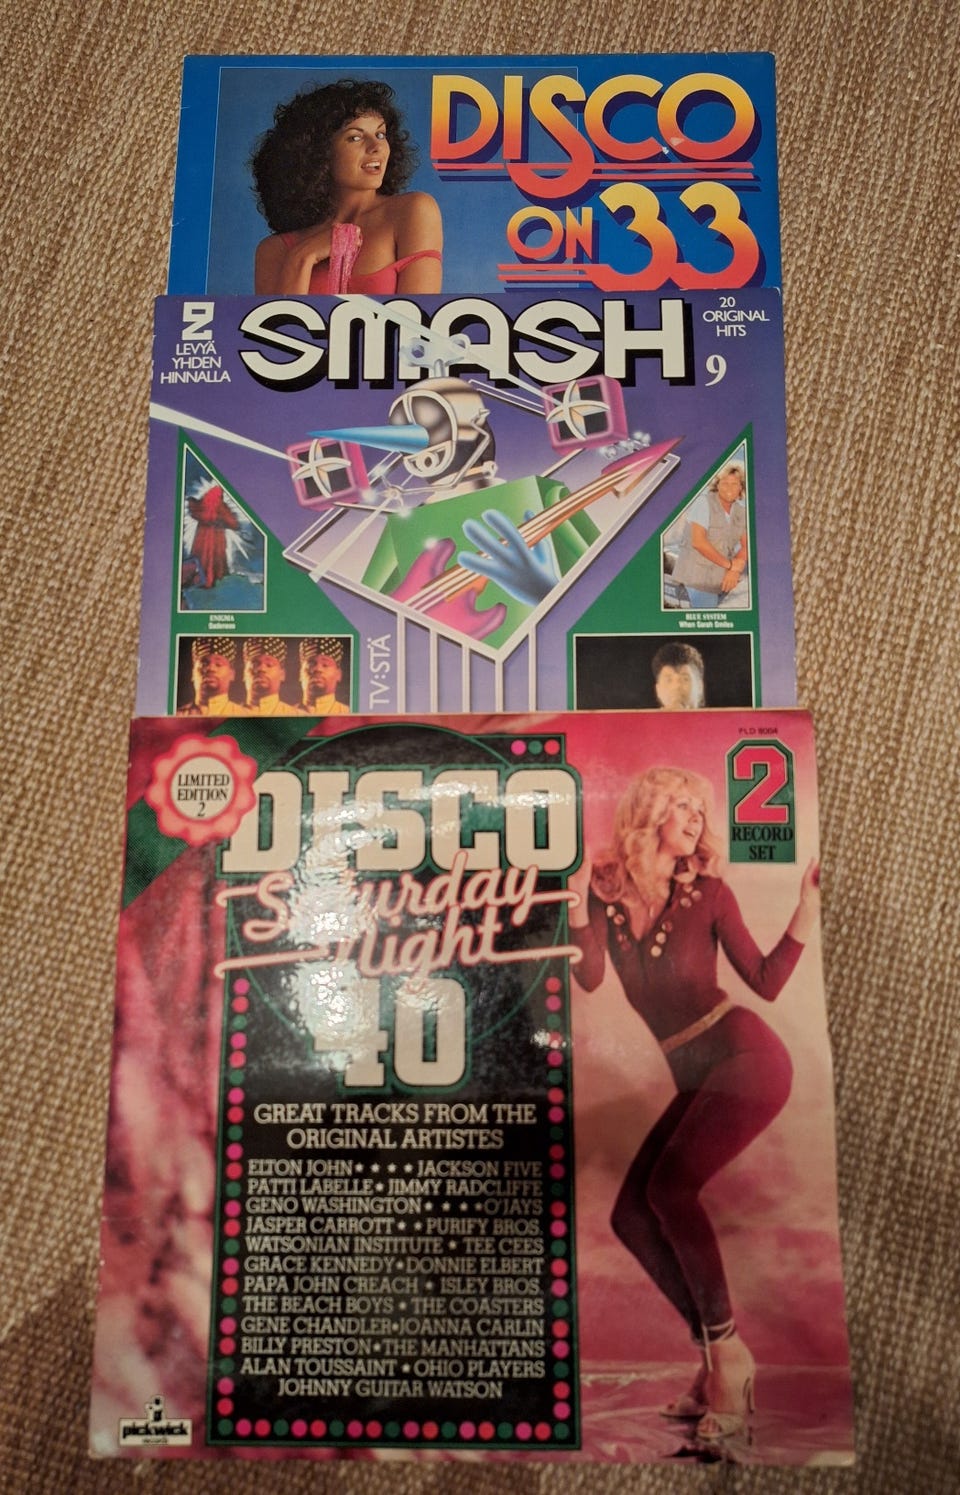 DISCO
ON 33
2
LEVYÄ
YHDEN
HINNALLA
SMASH
9
20
ORIGINAL
HITS
ENIGMA
Sadeness
BLUE SYSTEM
When Sarah Smiles
TV:STÄ
LIMITED
EDITION
2
FLD 8004
2
RECORD
SET
DISCO
Saturday
Night
40
GREAT TRACKS FROM THE
ORIGINAL ARTISTES
ELTON JOHN★ ★ ★ ★ JACKSON FIVE
PATTI LABELLE★ JIMMY RADCLIFFE
GENO WASHINGTON ★ ★ ★ ★O'JAYS
JASPER CARROTT ★ ★ PURIFY BROS.
WATSONIAN INSTITUTE ★ TEE CEES
GRACE KENNEDY★DONNIE ELBERT
PAPA JOHN CREACH ★ ISLEY BROS.
THE BEACH BOYS ★ THE COASTERS
GENE CHANDLER★JOANNA CARLIN
BILLY PRESTON★THE MANHATTANS
ALAN TOUSSAINT ★ OHIO PLAYERS
JOHNNY GUITAR WATSON
pickwick
records